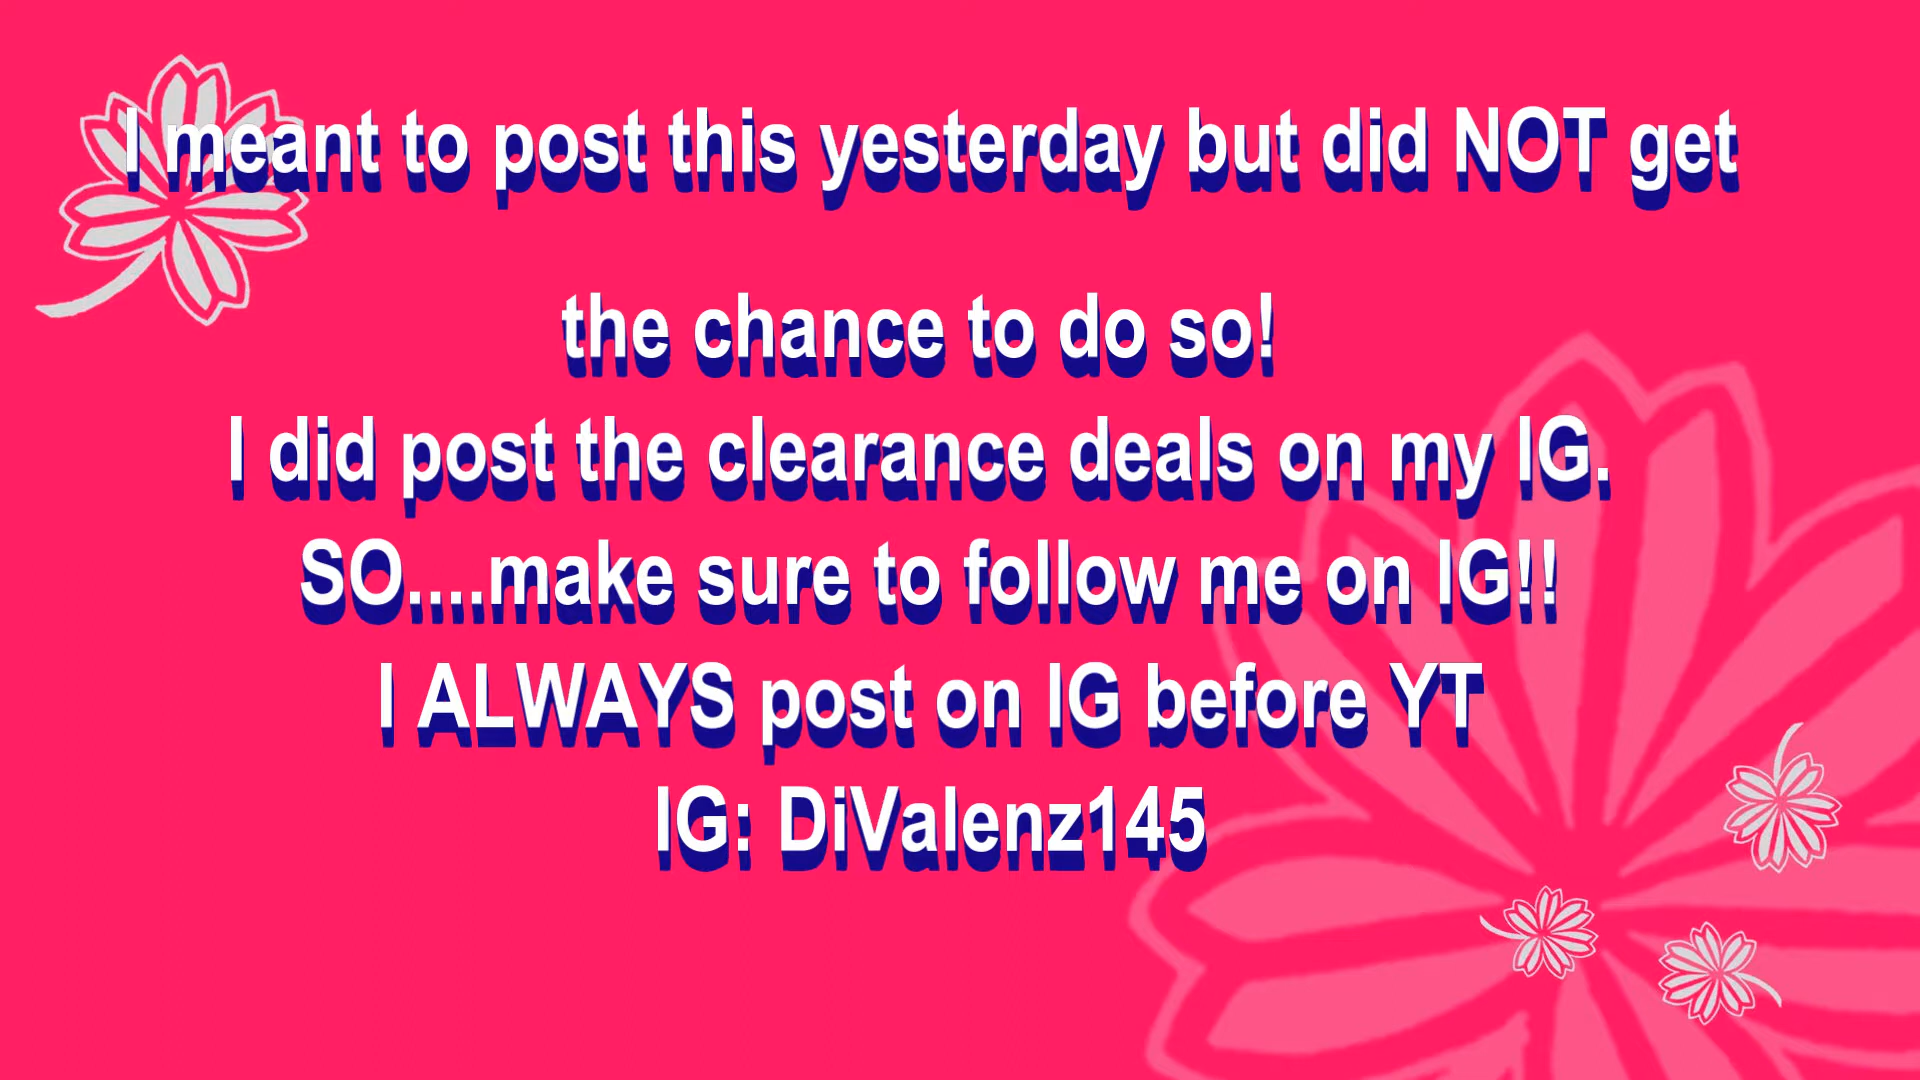 I meant to post this yesterday but did NOT get
the chance to do so!
I did post the clearance deals on my IG.
SO....make sure to follow me on IG!!
I ALWAYS post on IG before YT
IG: DiValenz145